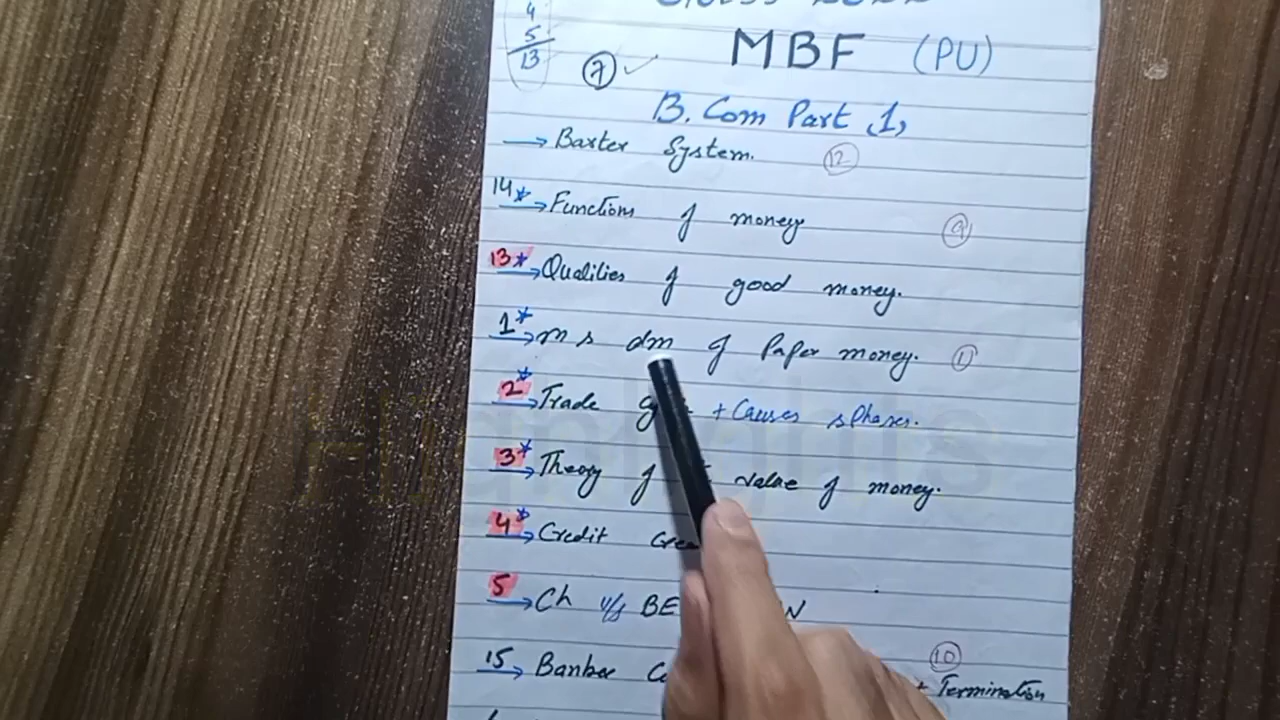 4
5
13
7
MBF (PU)
B. Com Part 1,
→ Barter System. 12
14* → Functions of money 9
13* → Qualities of good money.
1* → m s dm of Paper money. 11
2* → Trade + Causes s Phases.
3* → Theory of value of money.
4* → Credit
5 → Ch v/s BE N
15 → Banker 10
+ Termination